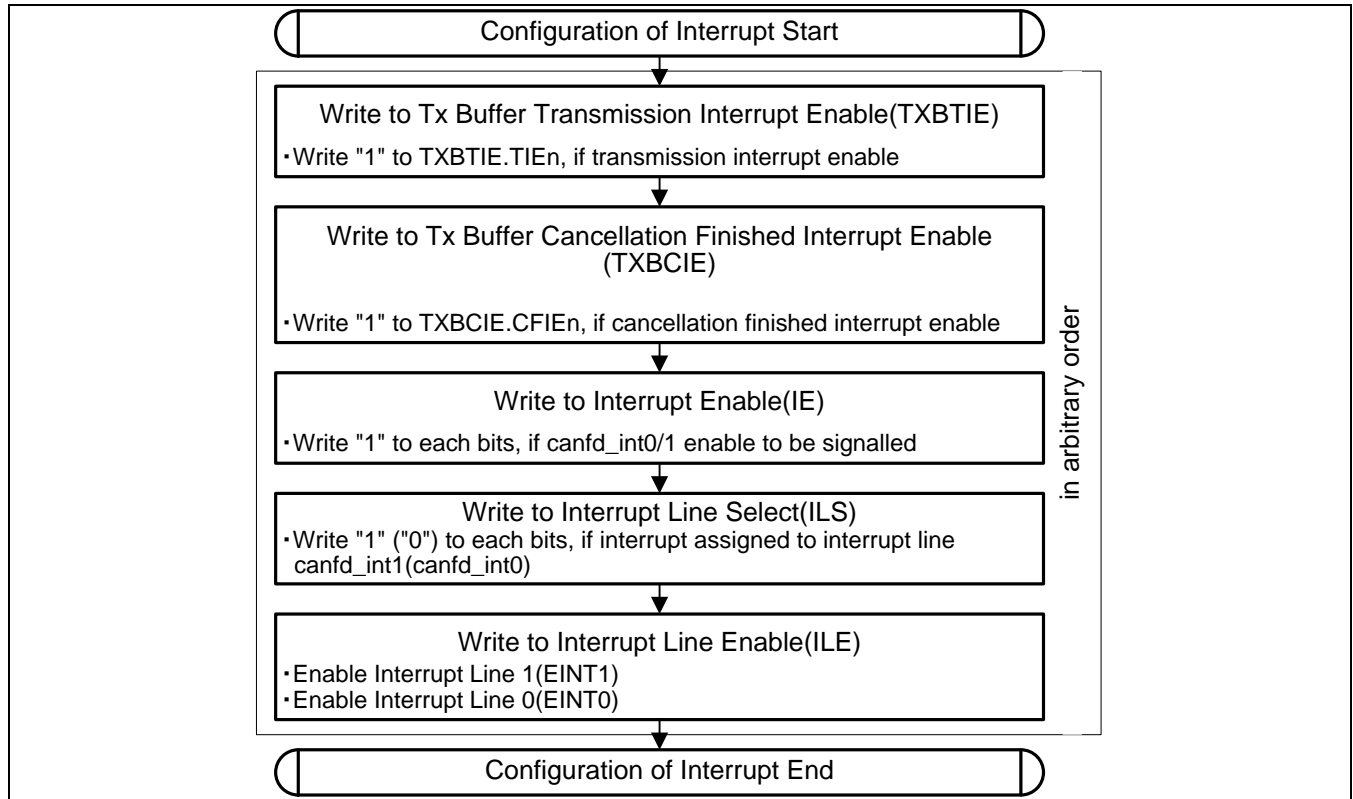 Configuration of Interrupt Start
Write to Tx Buffer Transmission Interrupt Enable(TXBTIE)
・Write "1" to TXBTIE.TIEn, if transmission interrupt enable
Write to Tx Buffer Cancellation Finished Interrupt Enable
(TXBCIE)
・Write "1" to TXBCIE.CFIEn, if cancellation finished interrupt enable
Write to Interrupt Enable(IE)
・Write "1" to each bits, if canfd_int0/1 enable to be signalled
Write to Interrupt Line Select(ILS)
・Write "1" ("0") to each bits, if interrupt assigned to interrupt line
canfd_int1(canfd_int0)
Write to Interrupt Line Enable(ILE)
・Enable Interrupt Line 1(EINT1)
・Enable Interrupt Line 0(EINT0)
in arbitrary order
Configuration of Interrupt End